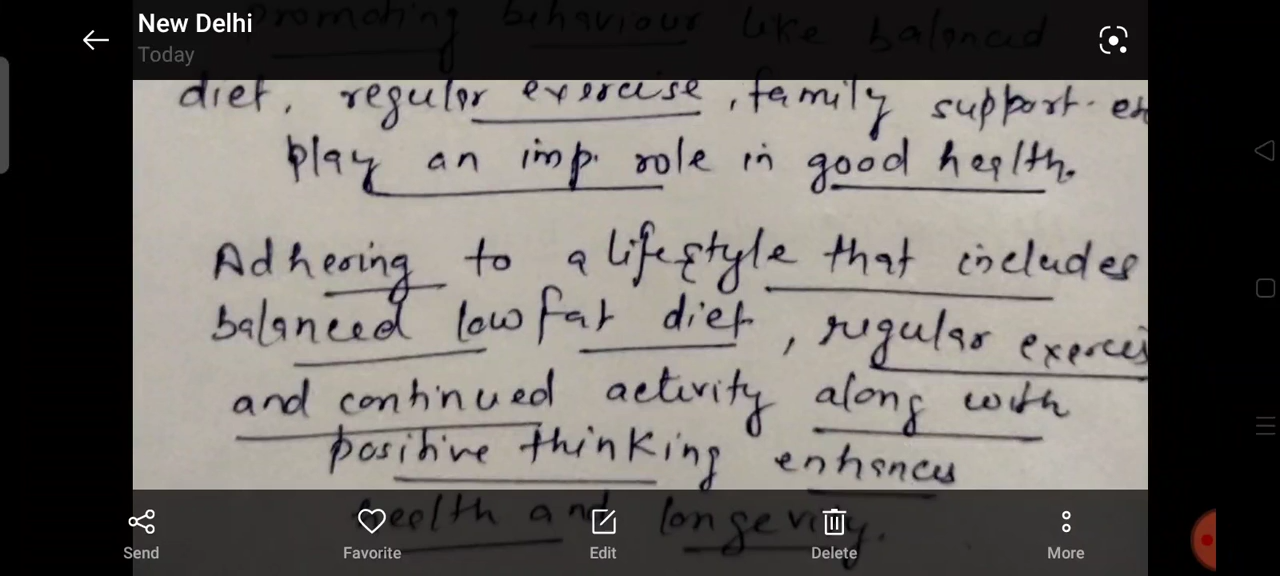 New Delhi
Today
promoting behaviour like balanced
diet, regular exercise, family support.
play an imp. role in good health.
Adhering to a lifestyle that includes
balanced low fat diet, regular exercis
and continued activity along with
positive thinking enhances
health and longevity.
Send
Favorite
Edit
Delete
More